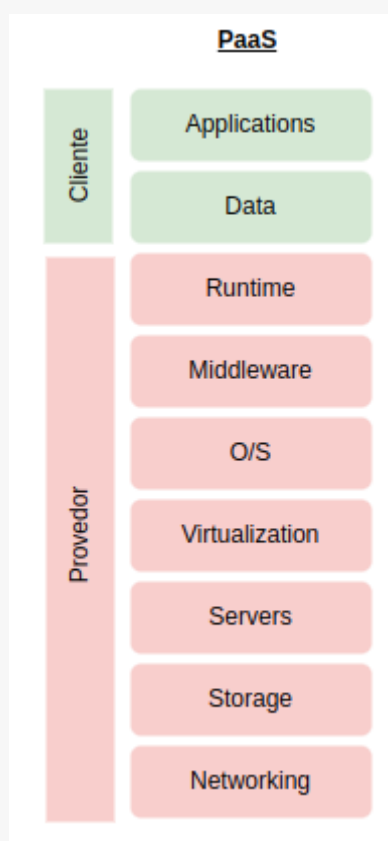 PaaS
Cliente
Applications
Data
Provedor
Runtime
Middleware
O/S
Virtualization
Servers
Storage
Networking